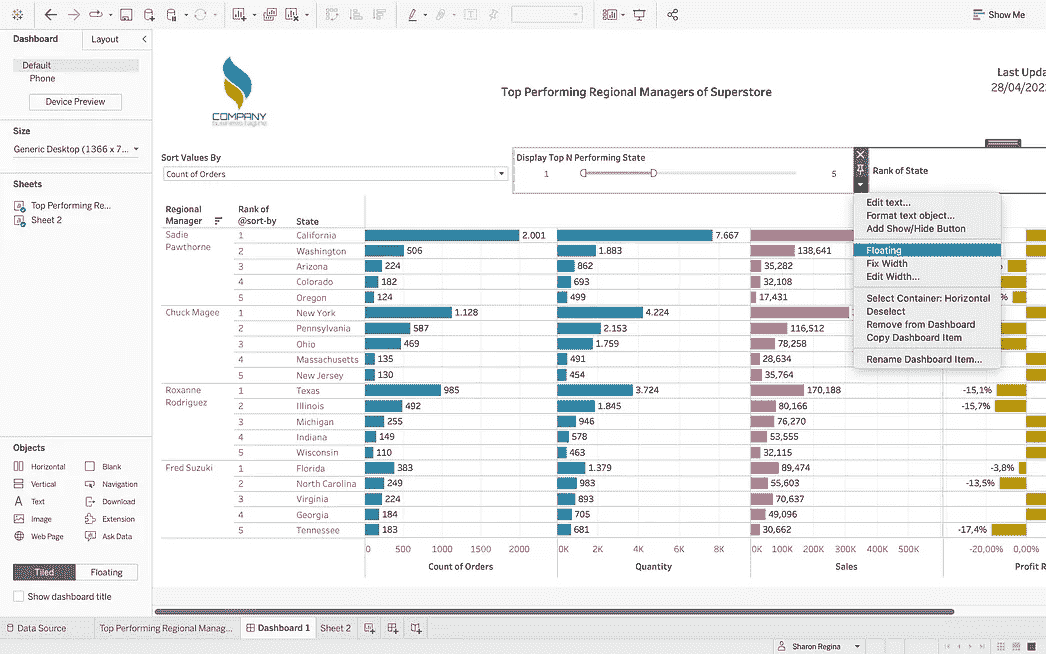 Show Me
Dashboard
Layout
Default
Phone
Device Preview
Size
Generic Desktop (1366 x 7...
Sheets
Top Performing Re...
Sheet 2
COMPANY
Top Performing Regional Managers of Superstore
Last Upda
28/04/202
Sort Values By
Count of Orders
Display Top N Performing State
1
5
Rank of State
Edit text...
Format text object...
Add Show/Hide Button
Floating
Fix Width
Edit Width...
Select Container: Horizontal
Deselect
Remove from Dashboard
Copy Dashboard Item
Rename Dashboard Item...
Regional Manager Rank of @sort-by State
Sadie Pawthorne 1 California 2.001 7.667
2 Washington 506 1.883 138,641
3 Arizona 224 862 35,282
4 Colorado 182 693 32,108
5 Oregon 124 499 17,431
Chuck Magee 1 New York 1.128 4.224
2 Pennsylvania 587 2.153 116,512
3 Ohio 469 1.759 78,258
4 Massachusetts 135 491 28,634
5 New Jersey 130 454 35,764
Roxanne Rodriguez 1 Texas 985 3.724 170,188 -15,1%
2 Illinois 492 1.845 80,166 -15,7%
3 Michigan 255 946 76,270
4 Indiana 149 578 53,555
5 Wisconsin 110 463 32,115
Fred Suzuki 1 Florida 383 1.379 89,474 -3,8%
2 North Carolina 249 983 55,603 -13,5%
3 Virginia 224 893 70,637
4 Georgia 184 705 49,096
5 Tennessee 183 681 30,662 -17,4%
0 500 1000 1500 2000 0K 2K 4K 6K 8K 0K 100K 200K 300K 400K 500K -20,00% 0,00%
Count of Orders Quantity Sales Profit R
Objects
Horizontal Blank
Vertical Navigation
Text Download
Image Extension
Web Page Ask Data
Tiled Floating
Show dashboard title
Data Source Top Performing Regional Manag... Dashboard 1 Sheet 2
Sharon Regina